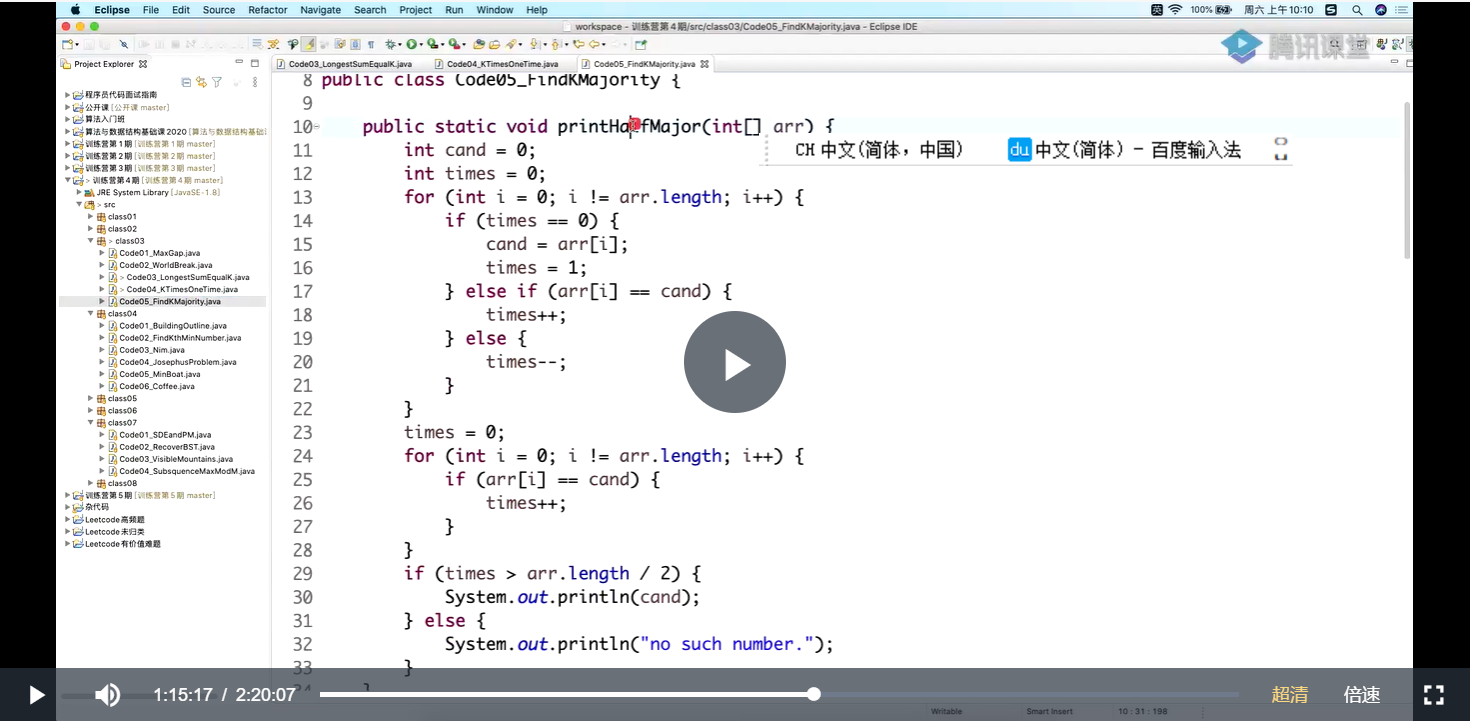 Eclipse File Edit Source Refactor Navigate Search Project Run Window Help 英 100% 周六上午10:10
workspace - 训练营第4期/src/class03/Code05_FindKMajority.java - Eclipse IDE
腾讯课堂
Project Explorer
Code03_LongestSumEqualK.java Code04_KTimesOneTime.java Code05_FindKMajority.java
程序员代码面试指南
公开课 [公开课 master]
算法入门班
算法与数据结构基础课2020 [算法与数据结构基础
训练营第1期 [训练营第1期 master]
训练营第2期 [训练营第2期 master]
训练营第3期 [训练营第3期 master]
> 训练营第4期 [训练营第4期 master]
JRE System Library [JavaSE-1.8]
> src
class01
class02
> class03
Code01_MaxGap.java
Code02_WorldBreak.java
> Code03_LongestSumEqualK.java
> Code04_KTimesOneTime.java
Code05_FindKMajority.java
class04
Code01_BuildingOutline.java
Code02_FindKthMinNumber.java
Code03_Nim.java
Code04_JosephusProblem.java
Code05_MinBoat.java
Code06_Coffee.java
class05
class06
class07
Code01_SDEandPM.java
Code02_RecoverBST.java
Code03_VisibleMountains.java
Code04_SubsquenceMaxModM.java
class08
训练营第5期 [训练营第5期 master]
杂代码
Leetcode高频题
Leetcode未归类
Leetcode有价值难题
8 public class Code05_FindKMajority {
9
10 public static void printHalfMajor(int[] arr) {
CH 中文(简体，中国) du 中文(简体) - 百度输入法
11 int cand = 0;
12 int times = 0;
13 for (int i = 0; i != arr.length; i++) {
14 if (times == 0) {
15 cand = arr[i];
16 times = 1;
17 } else if (arr[i] == cand) {
18 times++;
19 } else {
20 times--;
21 }
22 }
23 times = 0;
24 for (int i = 0; i != arr.length; i++) {
25 if (arr[i] == cand) {
26 times++;
27 }
28 }
29 if (times > arr.length / 2) {
30 System.out.println(cand);
31 } else {
32 System.out.println("no such number.");
33 }
34 }
1:15:17 / 2:20:07 超清 倍速
Writable Smart Insert 10 : 31 : 198